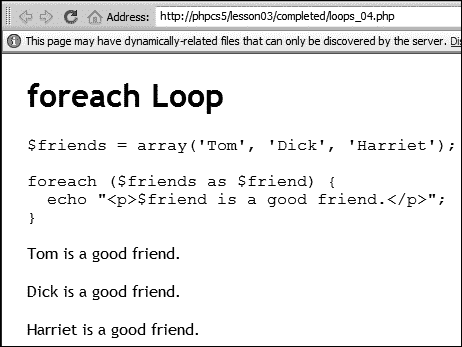 Address: http://phpcs5/lesson03/completed/loops_04.php
This page may have dynamically-related files that can only be discovered by the server. Dis
foreach Loop
$friends = array('Tom', 'Dick', 'Harriet');
foreach ($friends as $friend) {
  echo "<p>$friend is a good friend.</p>";
}
Tom is a good friend.
Dick is a good friend.
Harriet is a good friend.